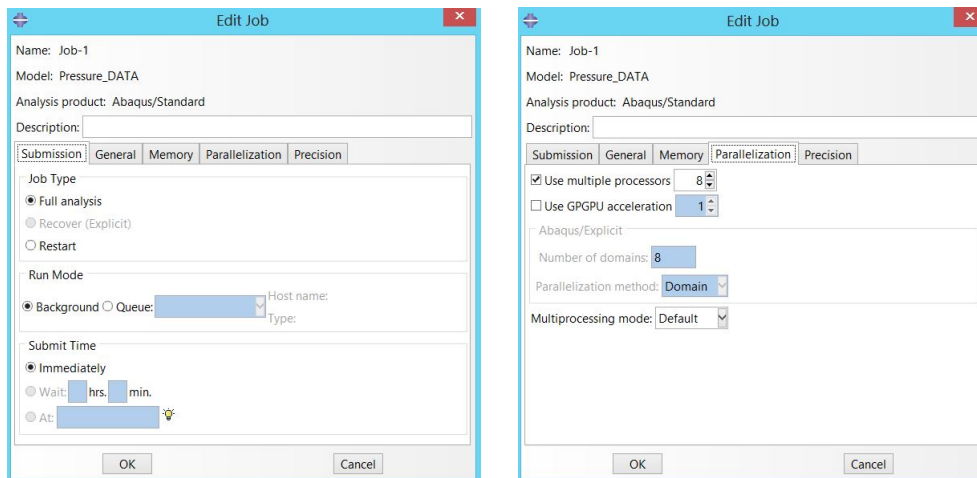 Edit Job
Name: Job-1
Model: Pressure_DATA
Analysis product: Abaqus/Standard
Description:
Submission General Memory Parallelization Precision
Job Type
Full analysis
Recover (Explicit)
Restart
Run Mode
Background Queue: Host name:
Type:
Submit Time
Immediately
Wait: hrs. min.
At:
OK Cancel
Edit Job
Name: Job-1
Model: Pressure_DATA
Analysis product: Abaqus/Standard
Description:
Submission General Memory Parallelization Precision
Use multiple processors 8
Use GPGPU acceleration 1
Abaqus/Explicit
Number of domains: 8
Parallelization method: Domain
Multiprocessing mode: Default
OK Cancel